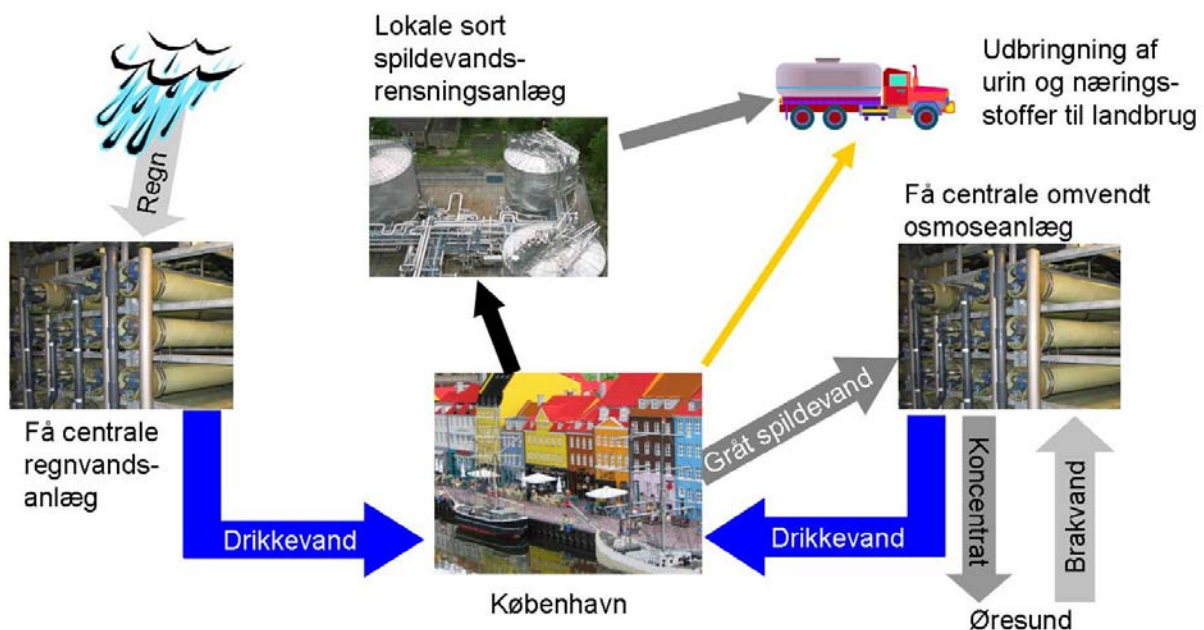 Lokale sort
spildevands-
rensningsanlæg
Udbringning af
urin og nærings-
stoffer til landbrug
Regn
Få centrale omvendt
osmoseanlæg
Få centrale
regnvands-
anlæg
Gråt spildevand
Drikkevand
Drikkevand
Koncentrat
Brakvand
København
Øresund